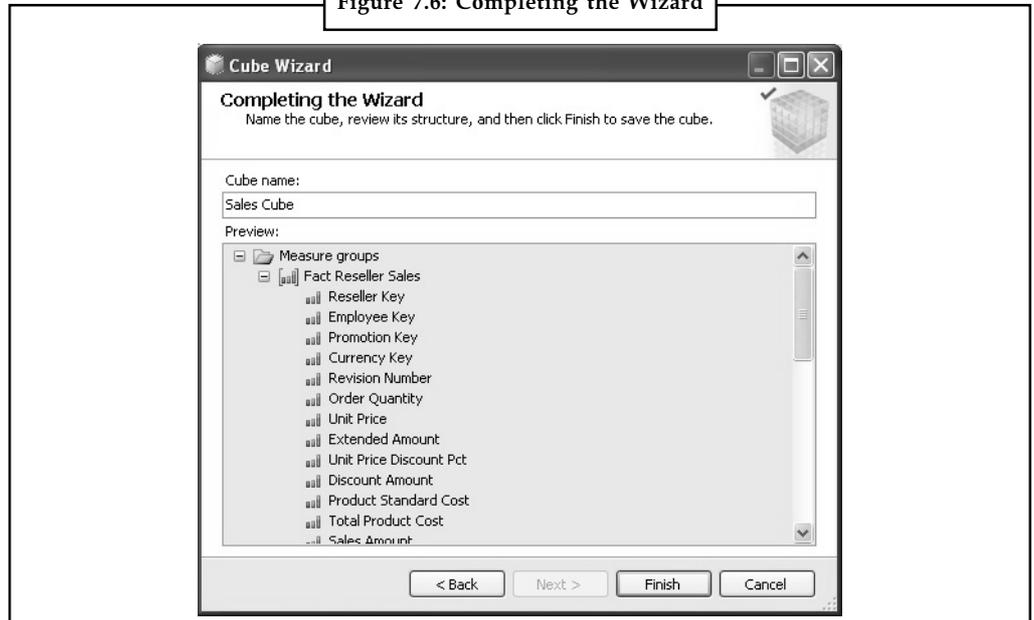 Figure 7.6: Completing the Wizard
Cube Wizard
Completing the Wizard
Name the cube, review its structure, and then click Finish to save the cube.
Cube name:
Sales Cube
Preview:
Measure groups
Fact Reseller Sales
Reseller Key
Employee Key
Promotion Key
Currency Key
Revision Number
Order Quantity
Unit Price
Extended Amount
Unit Price Discount Pct
Discount Amount
Product Standard Cost
Total Product Cost
Sales Amount
< Back Next > Finish Cancel